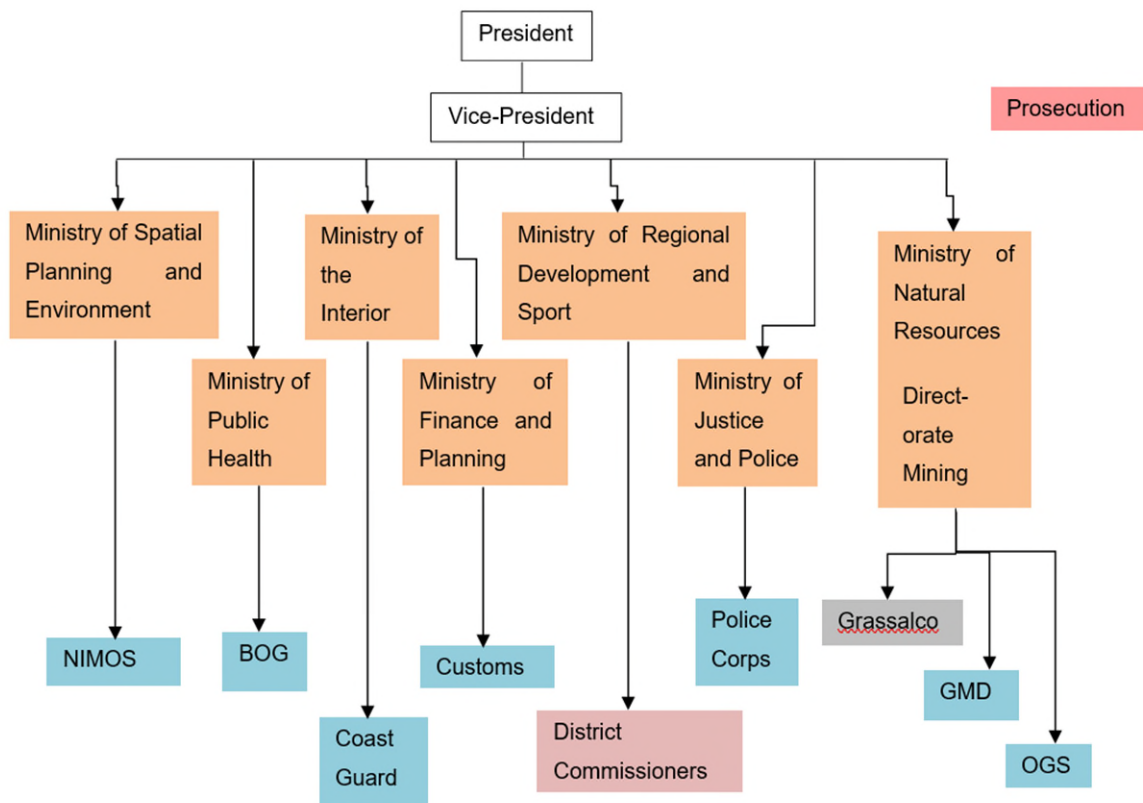 President
Vice-President
Prosecution
Ministry of Spatial
Planning and
Environment
Ministry of
the
Interior
Ministry of Regional
Development and
Sport
Ministry of
Natural
Resources
Direct-
orate
Mining
Ministry of
Public
Health
Ministry of
Finance and
Planning
Ministry of
Justice
and Police
NIMOS
BOG
Customs
Police
Corps
Grassalco
GMD
Coast
Guard
District
Commissioners
OGS